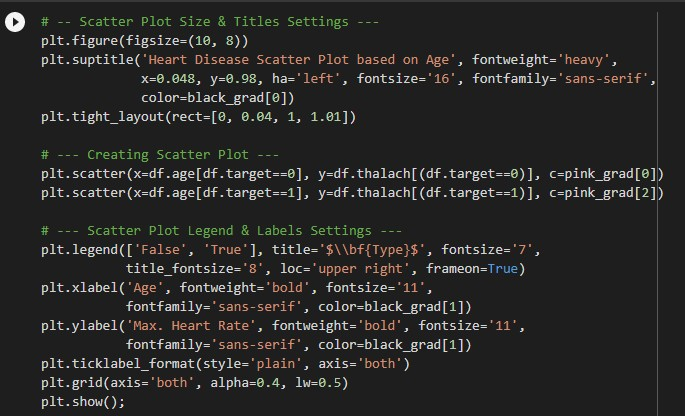 # -- Scatter Plot Size & Titles Settings ---
plt.figure(figsize=(10, 8))
plt.suptitle('Heart Disease Scatter Plot based on Age', fontweight='heavy',
             x=0.048, y=0.98, ha='left', fontsize='16', fontfamily='sans-serif',
             color=black_grad[0])
plt.tight_layout(rect=[0, 0.04, 1, 1.01])

# --- Creating Scatter Plot ---
plt.scatter(x=df.age[df.target==0], y=df.thalach[(df.target==0)], c=pink_grad[0])
plt.scatter(x=df.age[df.target==1], y=df.thalach[(df.target==1)], c=pink_grad[2])

# --- Scatter Plot Legend & Labels Settings ---
plt.legend(['False', 'True'], title='$\\bf{Type}$', fontsize='7',
           title_fontsize='8', loc='upper right', frameon=True)
plt.xlabel('Age', fontweight='bold', fontsize='11',
           fontfamily='sans-serif', color=black_grad[1])
plt.ylabel('Max. Heart Rate', fontweight='bold', fontsize='11',
           fontfamily='sans-serif', color=black_grad[1])
plt.ticklabel_format(style='plain', axis='both')
plt.grid(axis='both', alpha=0.4, lw=0.5)
plt.show();